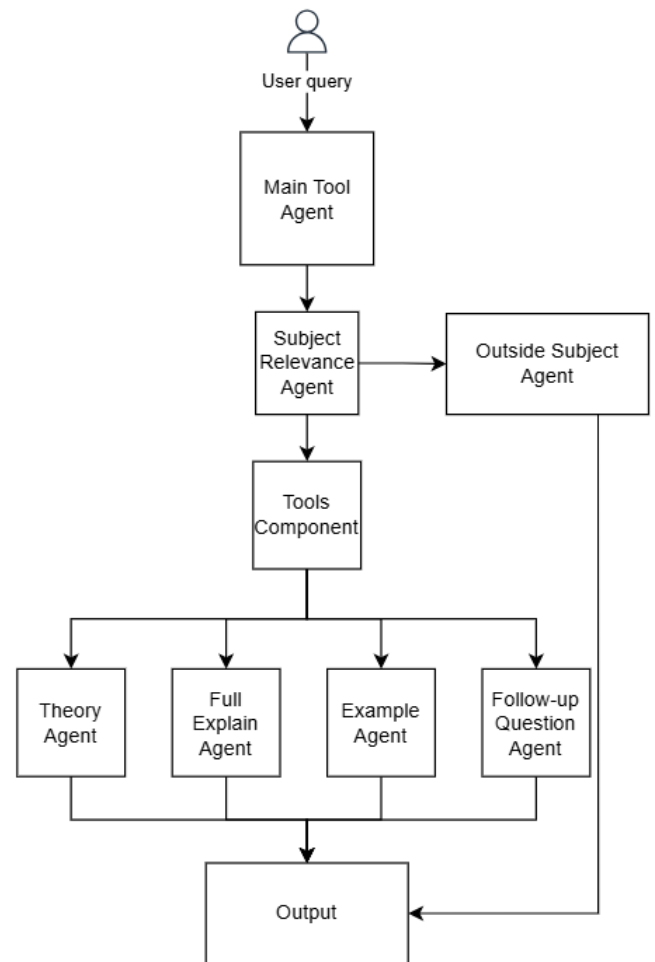 User query
Main Tool
Agent
Subject
Relevance
Agent
Outside Subject
Agent
Tools
Component
Theory
Agent
Full
Explain
Agent
Example
Agent
Follow-up
Question
Agent
Output